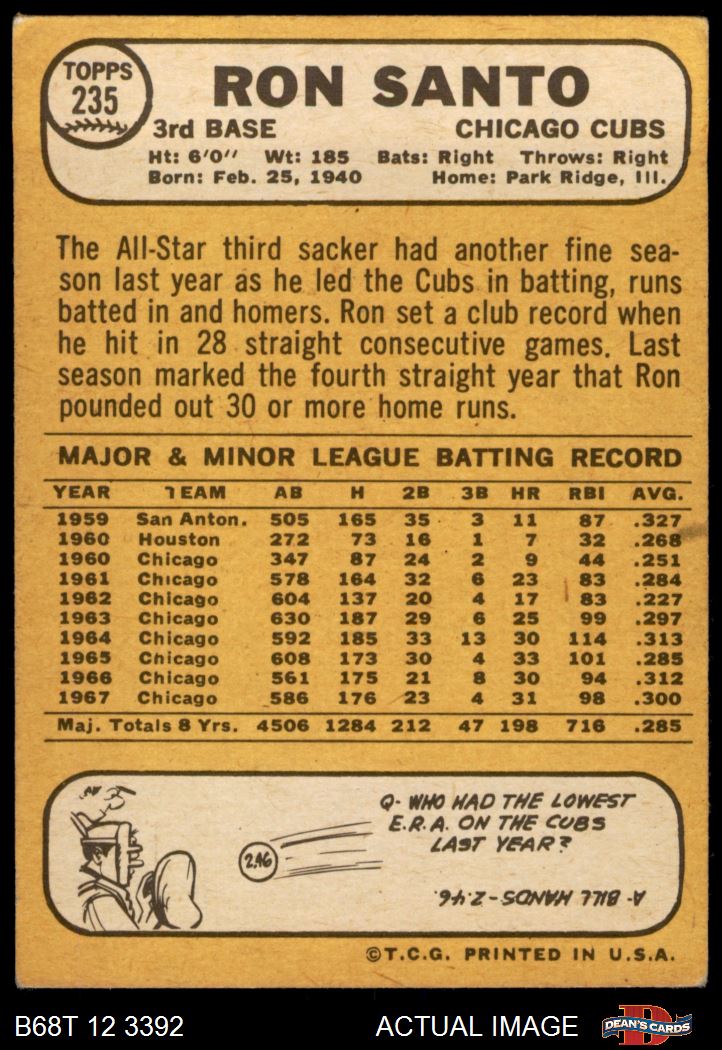 TOPPS
235
RON SANTO
3rd BASE CHICAGO CUBS
Ht: 6'0" Wt: 185 Bats: Right Throws: Right
Born: Feb. 25, 1940 Home: Park Ridge, Ill.
The All-Star third sacker had another fine sea-
son last year as he led the Cubs in batting, runs
batted in and homers. Ron set a club record when
he hit in 28 straight consecutive games. Last
season marked the fourth straight year that Ron
pounded out 30 or more home runs.
MAJOR & MINOR LEAGUE BATTING RECORD
YEAR TEAM AB H 2B 3B HR RBI AVG.
1959 San Anton. 505 165 35 3 11 87 .327
1960 Houston 272 73 16 1 7 32 .268
1960 Chicago 347 87 24 2 9 44 .251
1961 Chicago 578 164 32 6 23 83 .284
1962 Chicago 604 137 20 4 17 83 .227
1963 Chicago 630 187 29 6 25 99 .297
1964 Chicago 592 185 33 13 30 114 .313
1965 Chicago 608 173 30 4 33 101 .285
1966 Chicago 561 175 21 8 30 94 .312
1967 Chicago 586 176 23 4 31 98 .300
Maj. Totals 8 Yrs. 4506 1284 212 47 198 716 .285
Q- WHO HAD THE LOWEST
E.R.A. ON THE CUBS
LAST YEAR?
2.46
A- BILL HANDS-2.46.
©T.C.G. PRINTED IN U.S.A.
B68T 12 3392 ACTUAL IMAGE DEAN'S CARDS